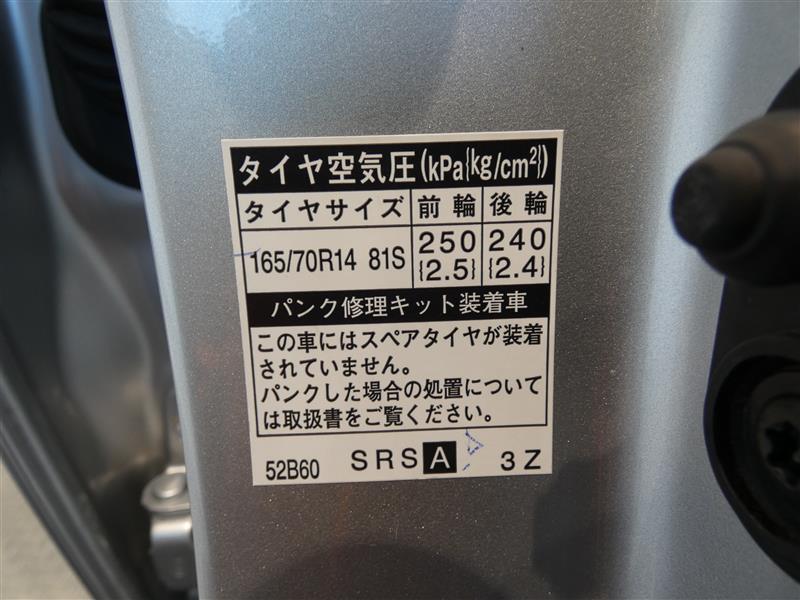 タイヤ空気圧(kPa{kg/cm²})
タイヤサイズ 前輪 後輪
165/70R14 81S 250 {2.5} 240 {2.4}
パンク修理キット装着車
この車にはスペアタイヤが装着
されていません。
パンクした場合の処置について
は取扱書をご覧ください。
52B60 SRS A 3Z